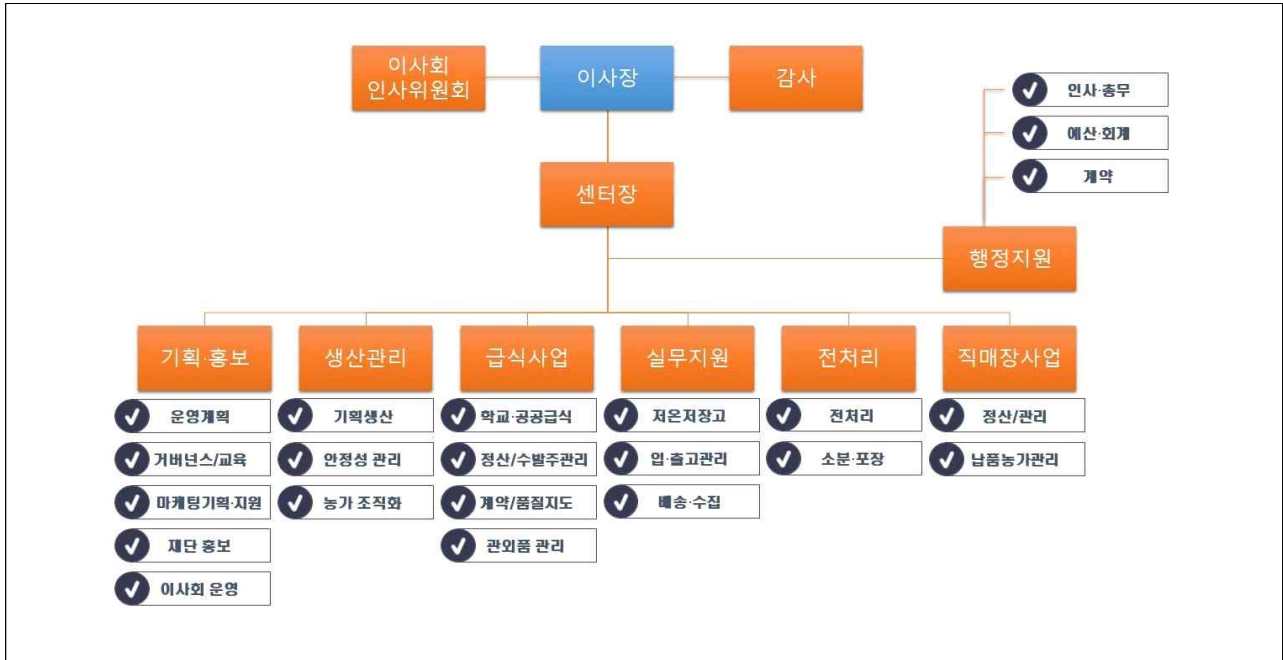 이사회
인사위원회
이사장
감사
인사·총무
예산·회계
계약
센터장
행정지원
기획·홍보
생산관리
급식사업
실무지원
전처리
직매장사업
운영계획
거버넌스/교육
마케팅기획·지원
재단 홍보
이사회 운영
기획생산
안정성 관리
농가 조직화
학교·공공급식
정산/수발주관리
계약/품질지도
관외품 관리
저온저장고
입·출고관리
배송·수집
전처리
소분·포장
정산/관리
납품농가관리